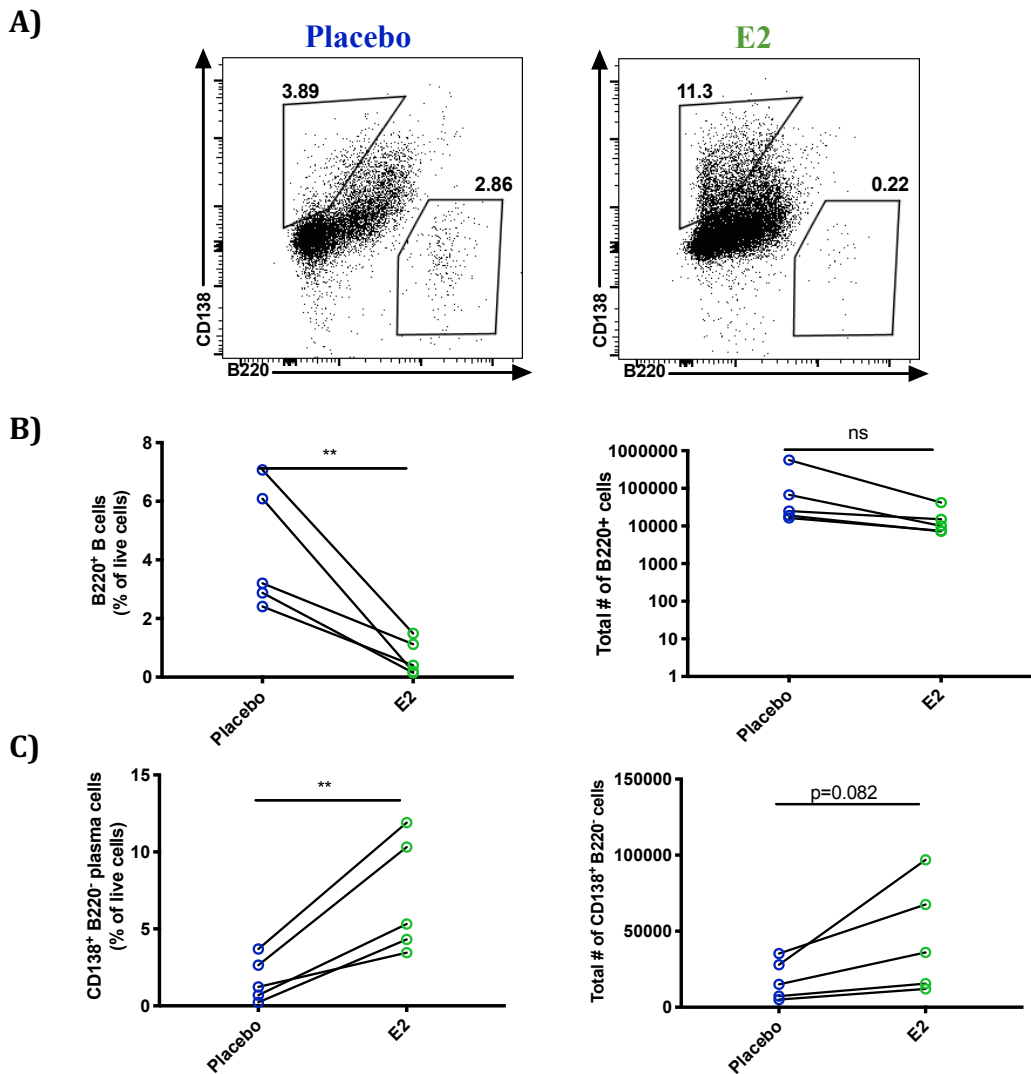 A)
Placebo
E2
3.89
2.86
CD138
B220
11.3
0.22
CD138
B220
B)
B220⁺ B cells
(% of live cells)
8
6
4
2
0
**
Placebo
E2
Total # of B220+ cells
1000000
100000
10000
1000
100
10
1
ns
Placebo
E2
C)
CD138⁺ B220⁻ plasma cells
(% of live cells)
15
10
5
0
**
Placebo
E2
Total # of CD138⁺ B220⁻ cells
150000
100000
50000
0
p=0.082
Placebo
E2